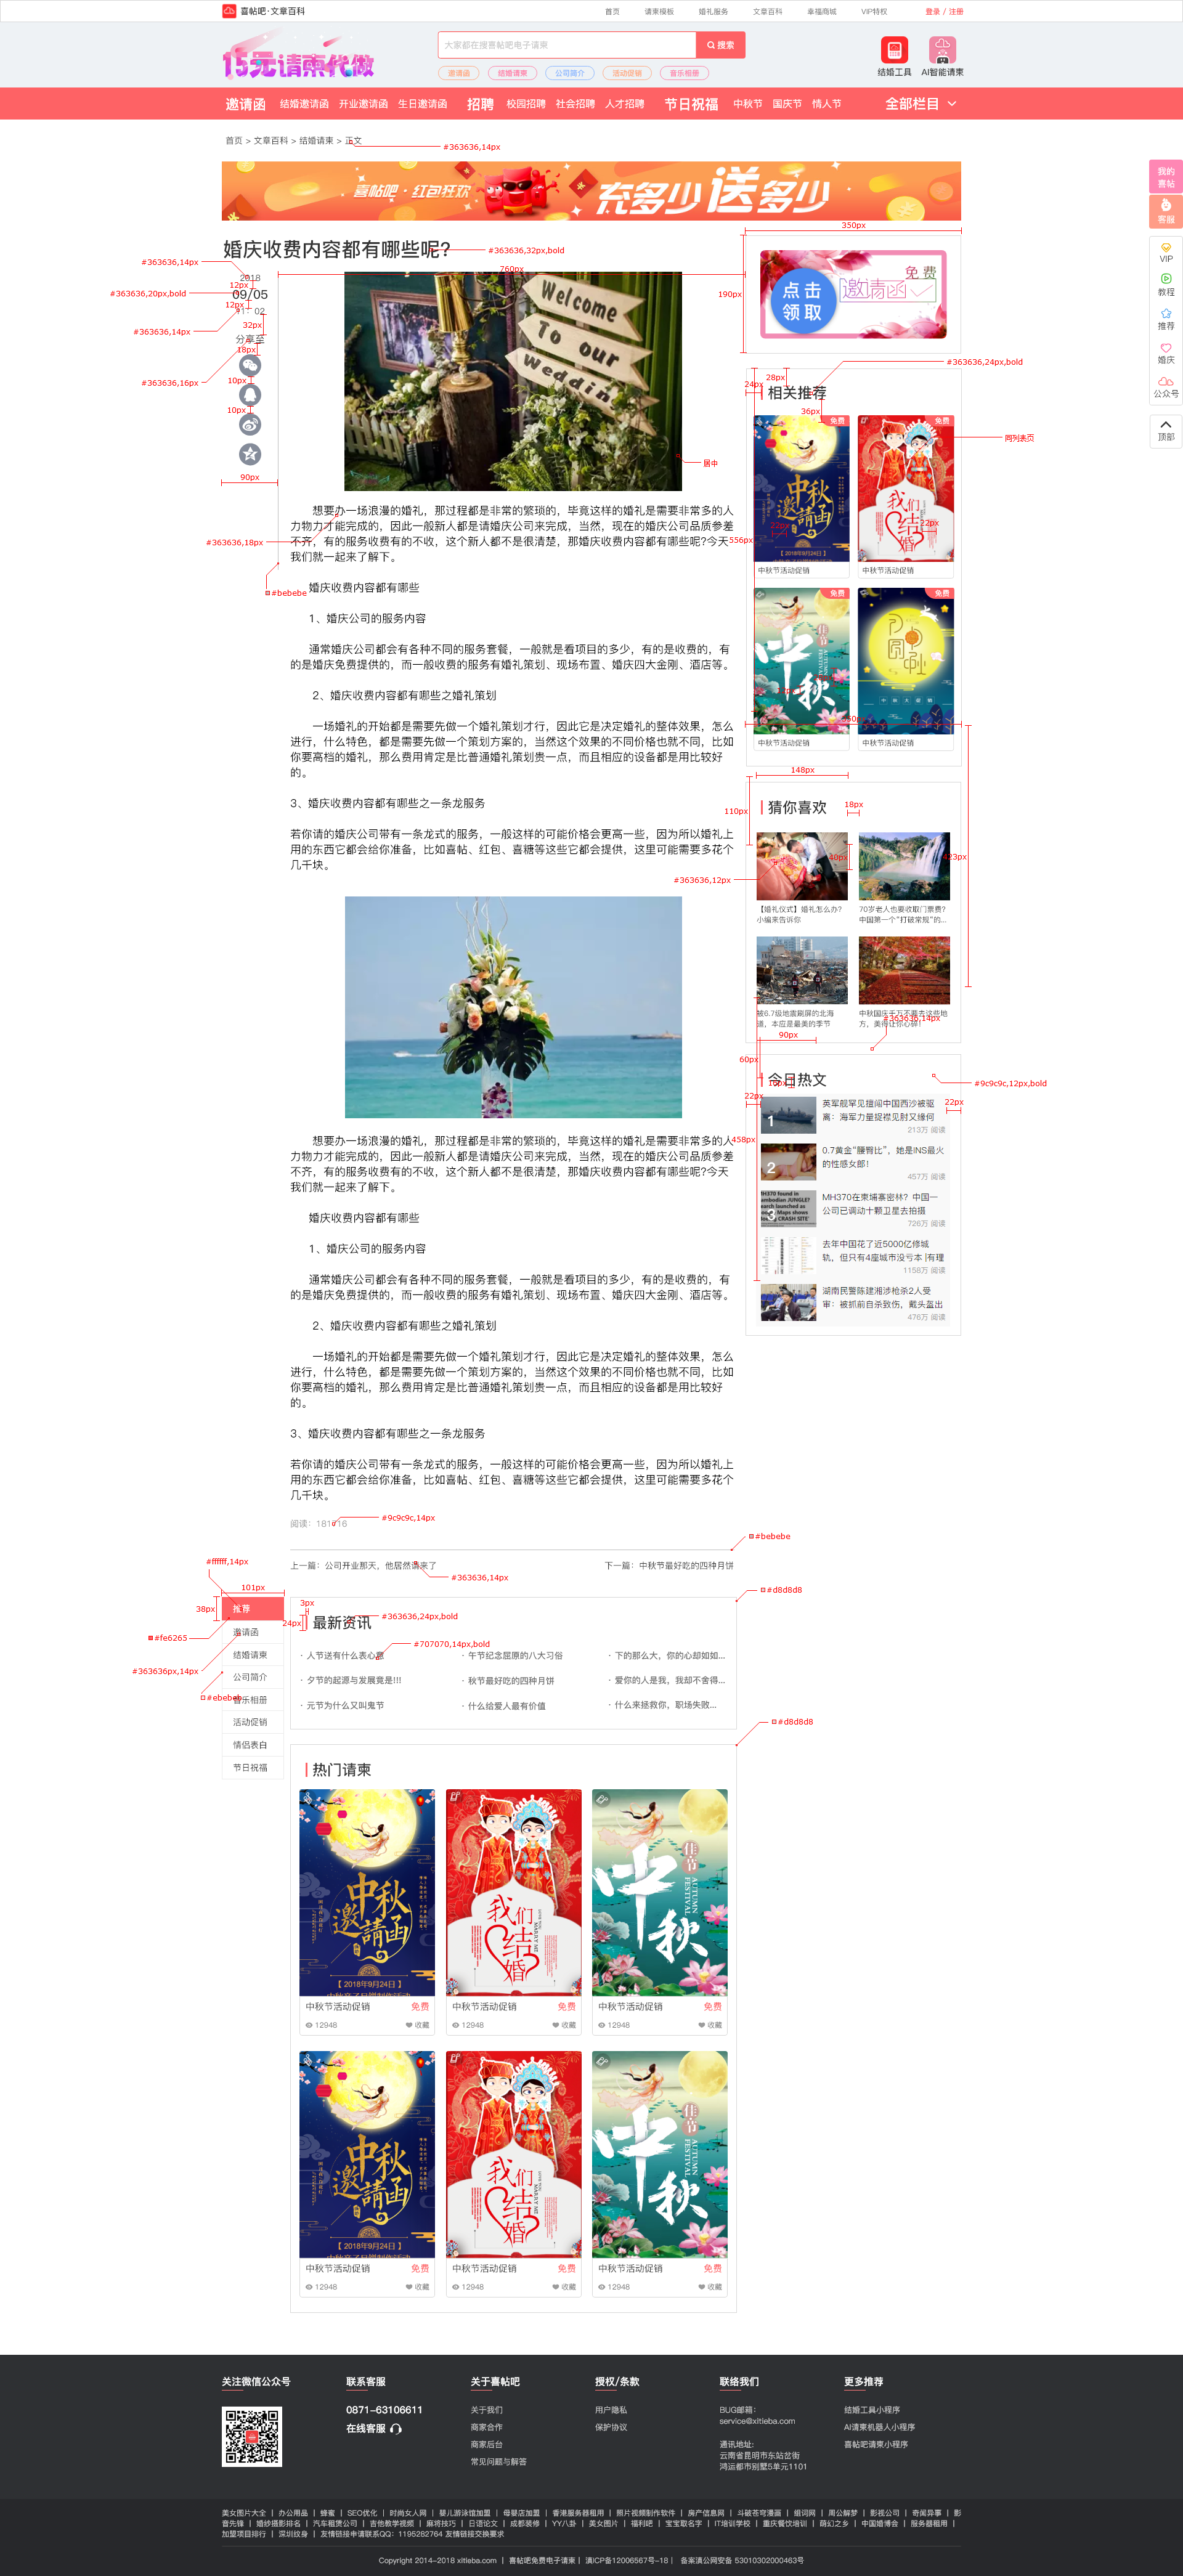 喜帖吧·文章百科
首页 请柬模板 婚礼服务 文章百科 幸福商城 VIP特权 登录 / 注册
15元请柬代做
大家都在搜喜帖吧电子请柬
搜索
邀请函 结婚请柬 公司简介 活动促销 音乐相册
结婚工具 AI智能请柬
邀请函 结婚邀请函 开业邀请函 生日邀请函 招聘 校园招聘 社会招聘 人才招聘 节日祝福 中秋节 国庆节 情人节 全部栏目
首页 > 文章百科 > 结婚请柬 > 正文
#363636,14px
喜帖吧·红包狂欢
充多少送多少
我的
喜帖
客服
VIP
教程
推荐
婚庆
公众号
顶部
婚庆收费内容都有哪些呢?
#363636,32px,bold
#363636,14px
2018
12px
#363636,20px,bold
09/05
12px
#363636,14px
32px
分享至
18px
#363636,16px
10px
10px
90px
760px
Welcome
To our
wedding
居中
350px
190px
点击
领取
免费
邀请函
#363636,24px,bold
28px
24px
相关推荐
36px
同列表页
免费
中秋
邀請函
【2018年9月24日】
免费
我们
结婚
22px
22px
556px
中秋节活动促销 中秋节活动促销
免费
中秋
免费
中秋节活动促销 中秋节活动促销
#363636,18px
#bebebe
想要办一场浪漫的婚礼，那过程都是非常的繁琐的，毕竟这样的婚礼是需要非常多的人
人物力才能完成的，因此一般新人都是请婚庆公司来完成，当然，现在的婚庆公司品质参差
不齐，有的服务收费有的不收，这个新人都不是很清楚，那婚庆收费内容都有哪些呢?今天
我们就一起来了解下。
婚庆收费内容都有哪些
1、婚庆公司的服务内容
通常婚庆公司都会有各种不同的服务套餐，一般就是看项目的多少，有的是收费的，有
的是婚庆免费提供的，而一般收费的服务有婚礼策划、现场布置、婚庆四大金刚、酒店等。
2、婚庆收费内容都有哪些之婚礼策划
一场婚礼的开始都是需要先做一个婚礼策划才行，因此它是决定婚礼的整体效果，怎么
进行，什么特色，都是需要先做一个策划方案的，当然这个效果的不同价格也就不同，比如
你要高档的婚礼，那么费用肯定是比普通婚礼策划贵一点，而且相应的设备都是用比较好
的。
3、婚庆收费内容都有哪些之一条龙服务
若你请的婚庆公司带有一条龙式的服务，一般这样的可能价格会更高一些，因为所以婚礼上
用的东西它都会给你准备，比如喜帖、红包、喜糖等这些它都会提供，这里可能需要多花个
几千块。
148px
110px
猜你喜欢
18px
#363636,12px
【婚礼仪式】婚礼怎么办?
小编来告诉你
70岁老人也要收取门票费?
中国第一个"打破常规"的...
被6.7级地震刷屏的北海
道，本应是最美的季节
中秋国庆千万不要去这些地
方，美得让你心碎!
#363636,14px
90px
60px
今日热文
#9c9c9c,12px,bold
22px
22px
458px
1
英军舰罕见擅闯中国西沙被驱
离：海军力量捉襟见肘又缘何
213万 阅读
2
0.7黄金"腰臀比"，她是INS最火
的性感女郎!
457万 阅读
3
MH370在柬埔寨密林? 中国一
公司已调动十颗卫星去拍摄
726万 阅读
去年中国花了近5000亿修城
轨，但只有4座城市没亏本 |有理
1158万 阅读
湖南民警陈建湘涉枪杀2人受
审：被抓前自杀致伤，戴头盔出
476万 阅读
想要办一场浪漫的婚礼，那过程都是非常的繁琐的，毕竟这样的婚礼是需要非常多的人
人物力才能完成的，因此一般新人都是请婚庆公司来完成，当然，现在的婚庆公司品质参差
不齐，有的服务收费有的不收，这个新人都不是很清楚，那婚庆收费内容都有哪些呢?今天
我们就一起来了解下。
婚庆收费内容都有哪些
1、婚庆公司的服务内容
通常婚庆公司都会有各种不同的服务套餐，一般就是看项目的多少，有的是收费的，有
的是婚庆免费提供的，而一般收费的服务有婚礼策划、现场布置、婚庆四大金刚、酒店等。
2、婚庆收费内容都有哪些之婚礼策划
一场婚礼的开始都是需要先做一个婚礼策划才行，因此它是决定婚礼的整体效果，怎么
进行，什么特色，都是需要先做一个策划方案的，当然这个效果的不同价格也就不同，比如
你要高档的婚礼，那么费用肯定是比普通婚礼策划贵一点，而且相应的设备都是用比较好
的。
3、婚庆收费内容都有哪些之一条龙服务
若你请的婚庆公司带有一条龙式的服务，一般这样的可能价格会更高一些，因为所以婚礼上
用的东西它都会给你准备，比如喜帖、红包、喜糖等这些它都会提供，这里可能需要多花个
几千块。
#9c9c9c,14px
#bebebe
上一篇：公司开业那天，他居然请来了 下一篇：中秋节最好吃的四种月饼
#363636,14px
#ffffff,14px
101px
38px
推荐
#fe6265
邀请函
结婚请柬
#363636px,14px
公司简介
#ebebeb
音乐相册
活动促销
情侣表白
节日祝福
#d8d8d8
3px
24px
最新资讯
#363636,24px,bold
#707070,14px,bold
· 人节送有什么表心意 · 午节纪念屈原的八大习俗 · 下的那么大，你的心却如如...
· 夕节的起源与发展竟是!!! · 秋节最好吃的四种月饼 · 爱你的人是我，我却不舍得...
· 元节为什么又叫鬼节 · 什么给爱人最有价值 · 什么来拯救你，职场失败...
#d8d8d8
热门请柬
中秋
邀請函
【2018年9月24日】
我们
结婚
MARRY ME
佳节
中秋
AUTUMN
FESTIVAL
中秋节活动促销 免费 中秋节活动促销 免费 中秋节活动促销 免费
12948 收藏 12948 收藏 12948 收藏
中秋
邀請函
【2018年9月24日】
我们
结婚
MARRY ME
佳节
中秋
AUTUMN
FESTIVAL
中秋节活动促销 免费 中秋节活动促销 免费 中秋节活动促销 免费
12948 收藏 12948 收藏 12948 收藏
关注微信公众号 联系客服 关于喜帖吧 授权/条款 联络我们 更多推荐
0871-63106611
在线客服
关于我们
商家合作
商家后台
常见问题与解答
用户隐私
保护协议
BUG邮箱：
service@xitieba.com
通讯地址:
云南省昆明市东站岔街
鸿运都市别墅5单元1101
结婚工具小程序
AI请柬机器人小程序
喜帖吧请柬小程序
美女图片大全 | 办公用品 | 蜂蜜 | SEO优化 | 时尚女人网 | 婴儿游泳馆加盟 | 母婴店加盟 | 香港服务器租用 | 照片视频制作软件 | 房产信息网 | 斗破苍穹漫画 | 组词网 | 周公解梦 | 影视公司 | 奇闻异事 | 影
音先锋 | 婚纱摄影排名 | 汽车租赁公司 | 吉他教学视频 | 麻将技巧 | 日语论文 | 成都装修 | YY八卦 | 美女图片 | 福利吧 | 宝宝取名字 | IT培训学校 | 重庆餐饮培训 | 萌幻之乡 | 中国婚博会 | 服务器租用 |
加盟项目排行 | 深圳纹身 | 友情链接申请联系QQ：1195282764 友情链接交换要求
Copyright 2014-2018 xitieba.com | 喜帖吧免费电子请柬 | 滇ICP备12006567号-18 | 备案滇公网安备 53010302000463号